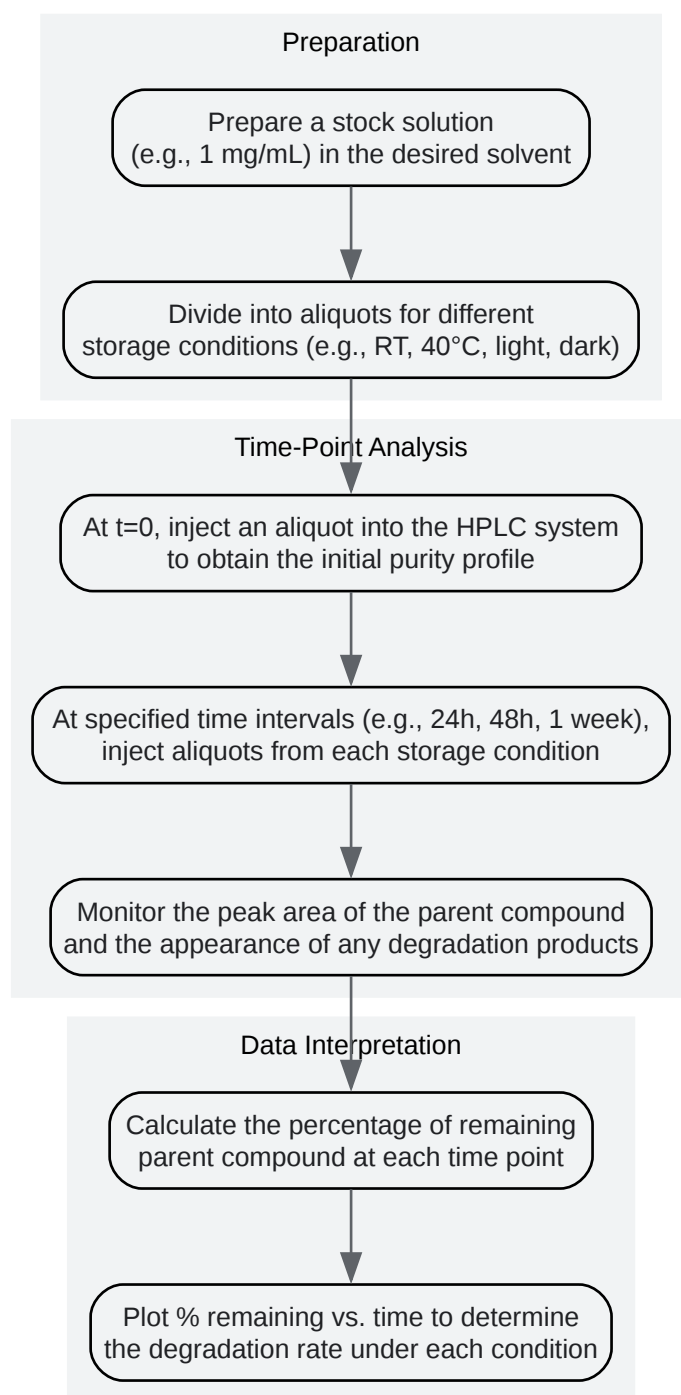 Preparation
Prepare a stock solution
(e.g., 1 mg/mL) in the desired solvent
Divide into aliquots for different
storage conditions (e.g., RT, 40°C, light, dark)
Time-Point Analysis
At t=0, inject an aliquot into the HPLC system
to obtain the initial purity profile
At specified time intervals (e.g., 24h, 48h, 1 week),
inject aliquots from each storage condition
Monitor the peak area of the parent compound
and the appearance of any degradation products
Data Interpretation
Calculate the percentage of remaining
parent compound at each time point
Plot % remaining vs. time to determine
the degradation rate under each condition